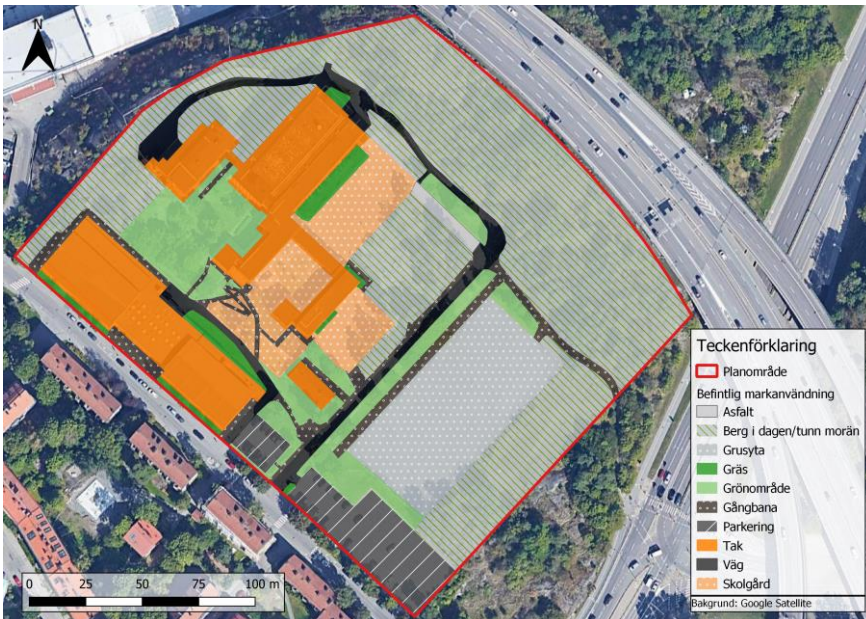 N
Teckenförklaring
Planområde
Befintlig markanvändning
Asfalt
Berg i dagen/tunn morän
Grusyta
Gräs
Grönområde
Gångbana
Parkering
Tak
Väg
Skolgård
0 25 50 75 100 m
Bakgrund: Google Satellite